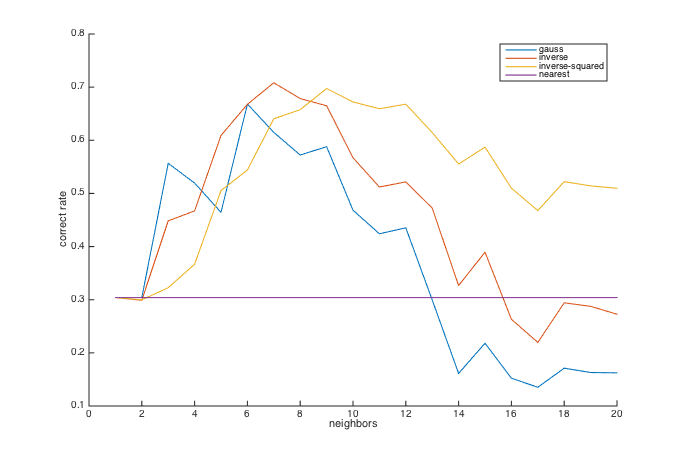 0.8
0.7
0.6
0.5
0.4
0.3
0.2
0.1
correct rate
gauss
inverse
inverse-squared
nearest
0 2 4 6 8 10 12 14 16 18 20
neighbors